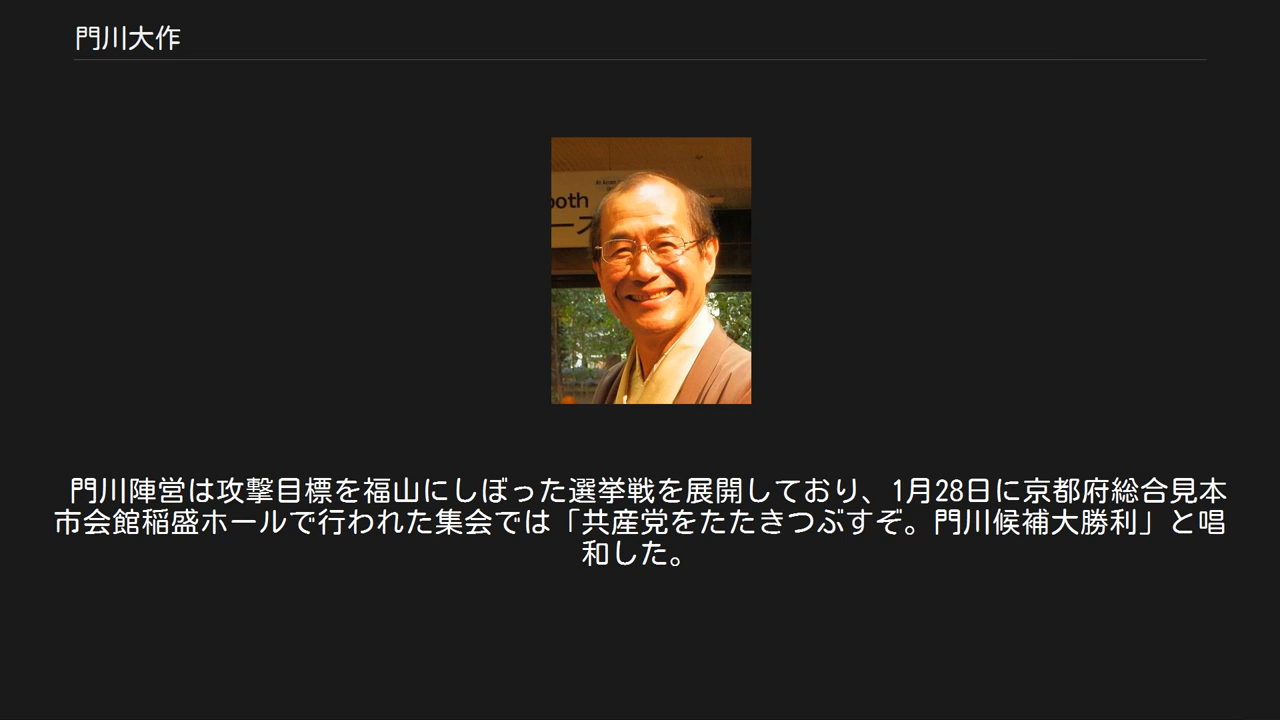 門川大作
ooth
ース
門川陣営は攻撃目標を福山にしぼった選挙戦を展開しており、1月28日に京都府総合見本
市会館稲盛ホールで行われた集会では「共産党をたたきつぶすぞ。門川候補大勝利」と唱
和した。